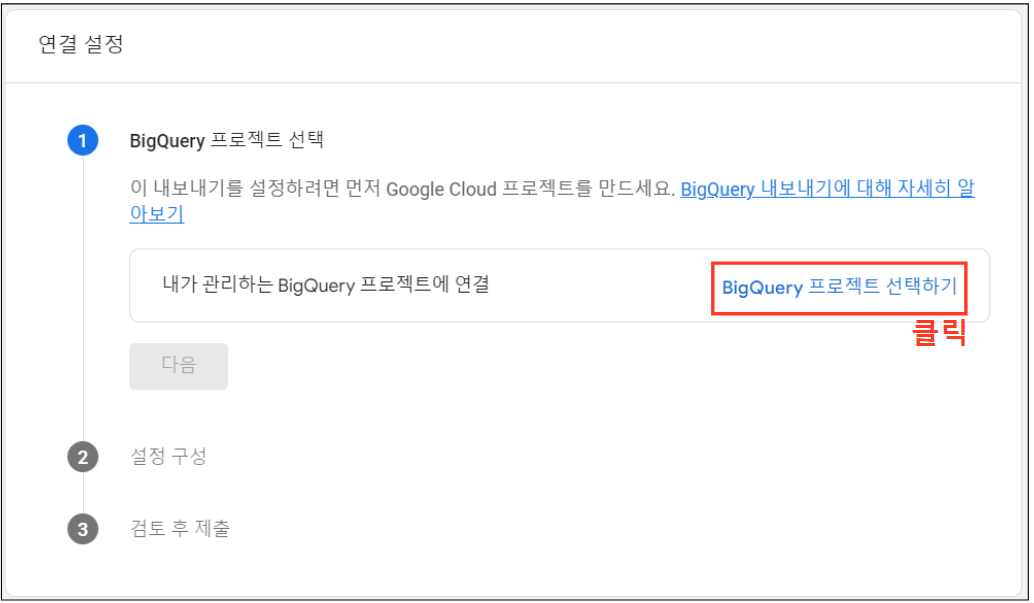 연결 설정
1 BigQuery 프로젝트 선택
이 내보내기를 설정하려면 먼저 Google Cloud 프로젝트를 만드세요. BigQuery 내보내기에 대해 자세히 알
아보기
내가 관리하는 BigQuery 프로젝트에 연결 BigQuery 프로젝트 선택하기
클릭
다음
2 설정 구성
3 검토 후 제출